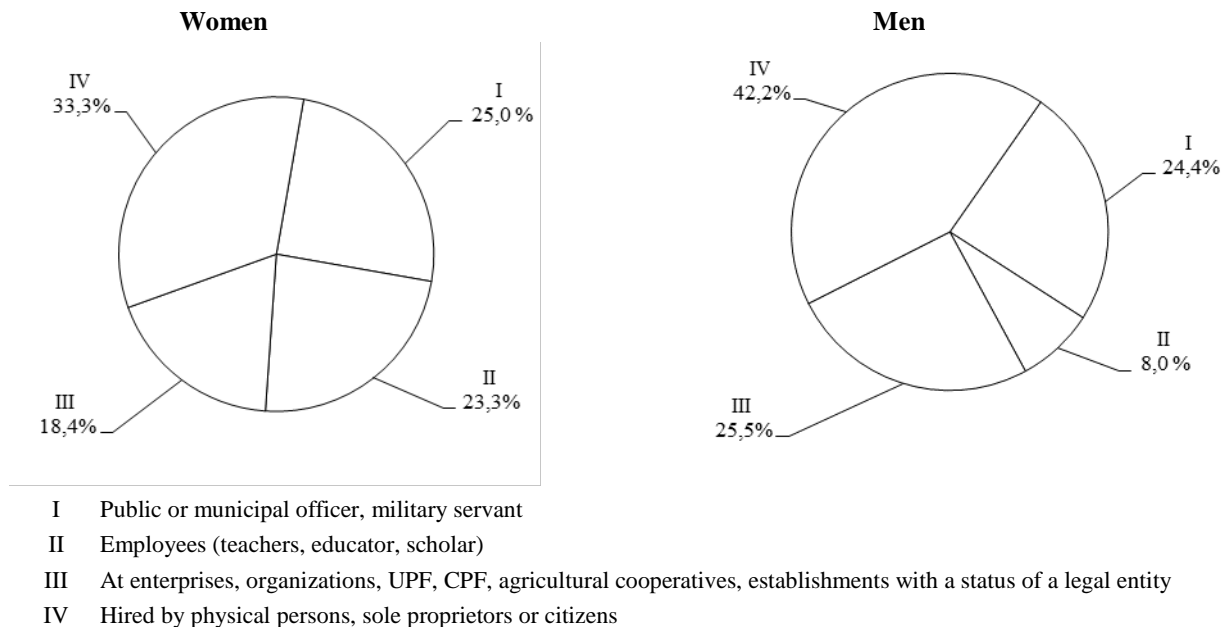 Women
IV
33,3%
I
25,0 %
II
23,3%
III
18,4%
Men
IV
42,2%
I
24,4%
II
8,0 %
III
25,5%
I Public or municipal officer, military servant
II Employees (teachers, educator, scholar)
III At enterprises, organizations, UPF, CPF, agricultural cooperatives, establishments with a status of a legal entity
IV Hired by physical persons, sole proprietors or citizens